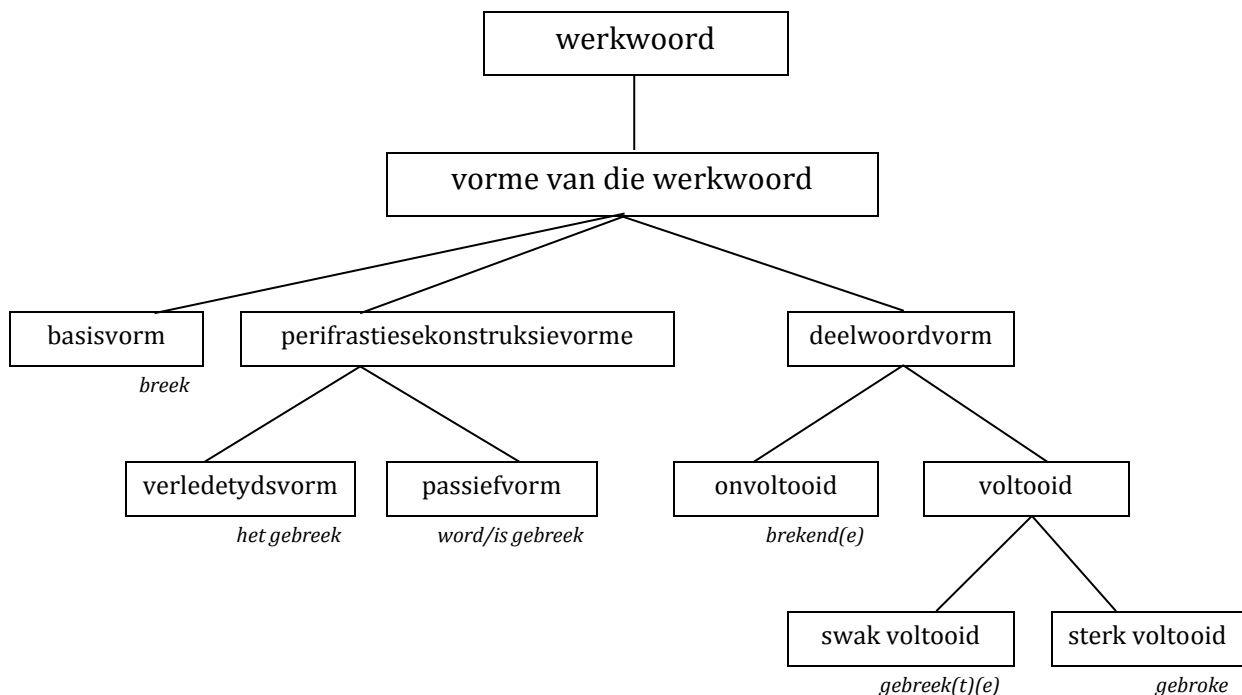 werkwoord
vorme van die werkwoord
basisvorm
perifrastiesekonstruksievorme
deelwoordvorm
breek
verledetydsvorm
passiefvorm
onvoltooid
voltooid
het gebreek
word/is gebreek
brekend(e)
swak voltooid
sterk voltooid
gebreek(t)(e)
gebroke